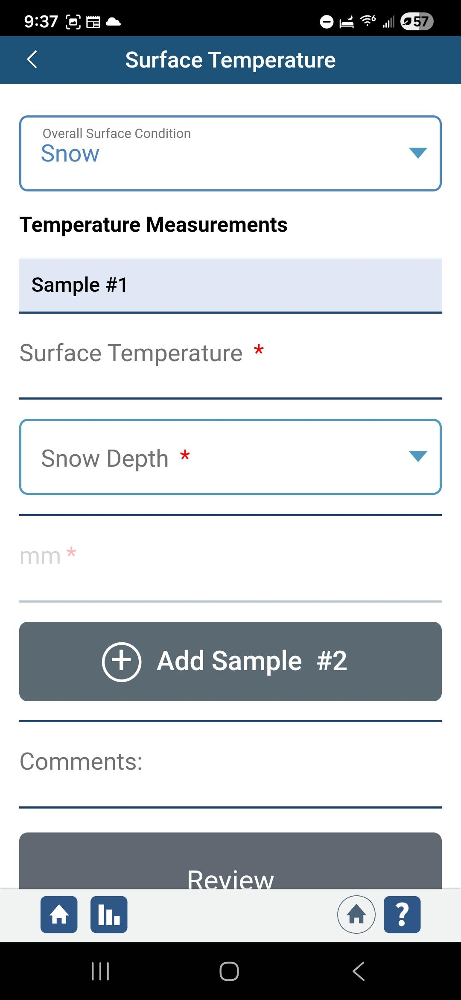 9:37
6
57
Surface Temperature
Overall Surface Condition
Snow
Temperature Measurements
Sample #1
Surface Temperature *
Snow Depth *
mm *
Add Sample #2
Comments:
Review
?